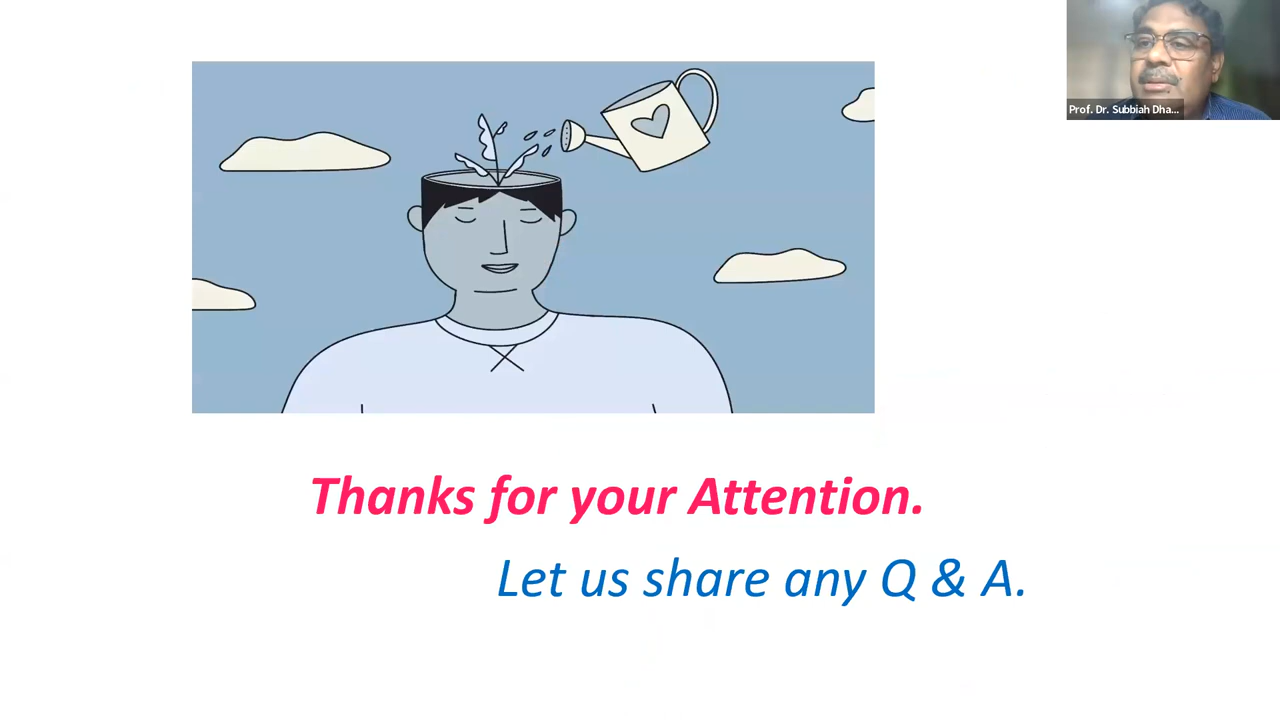 Prof. Dr. Subbiah Dha...
Thanks for your Attention.
Let us share any Q & A.